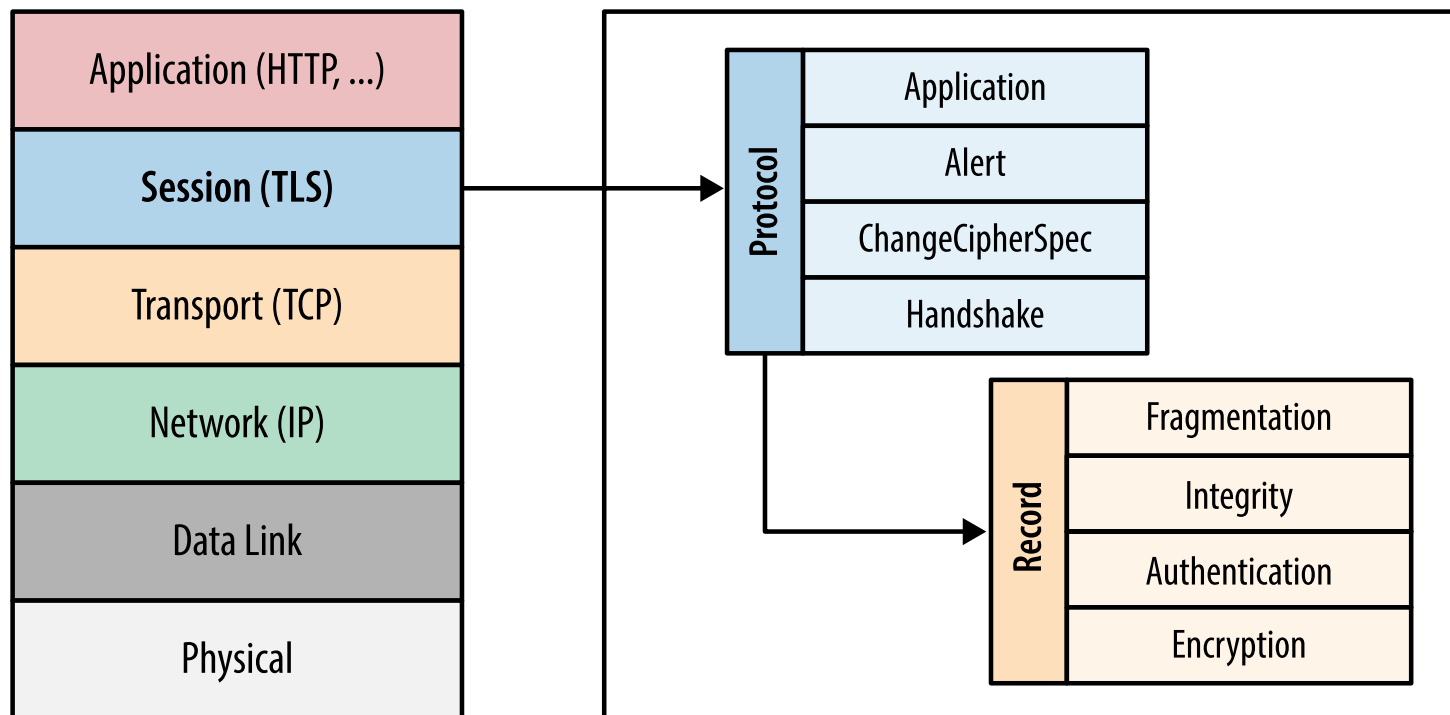 Application (HTTP, ...)
Session (TLS)
Transport (TCP)
Network (IP)
Data Link
Physical
Protocol
Application
Alert
ChangeCipherSpec
Handshake
Record
Fragmentation
Integrity
Authentication
Encryption